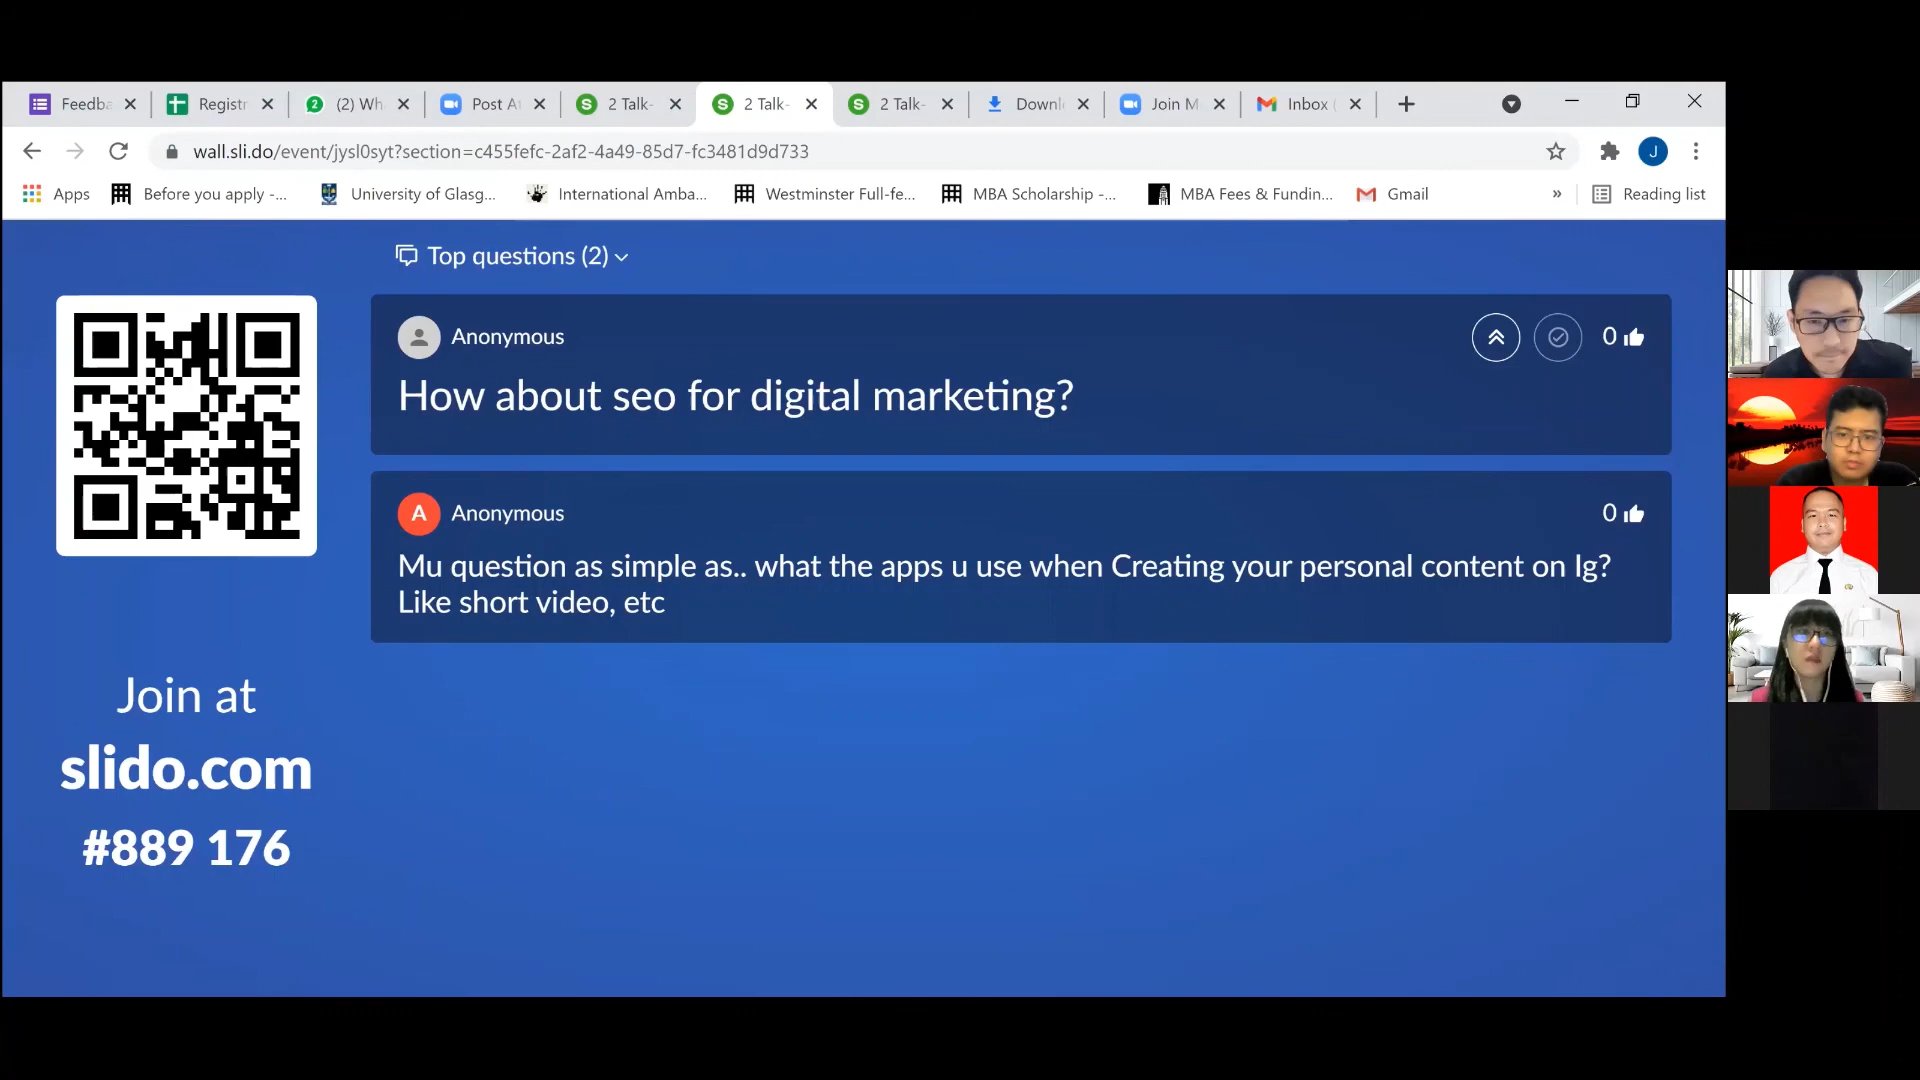 Feedba
Registr
(2) Wh
Post A
2 Talk-
2 Talk-
2 Talk-
Downl
Join M
Inbox (
wall.sli.do/event/jysl0syt?section=c455fefc-2af2-4a49-85d7-fc3481d9d733
J
Apps
Before you apply -...
University of Glasg...
International Amba...
Westminster Full-fe...
MBA Scholarship -...
MBA Fees & Fundin...
Gmail
»
Reading list
Top questions (2)
Anonymous
0
How about seo for digital marketing?
A
Anonymous
0
Mu question as simple as.. what the apps u use when Creating your personal content on Ig?
Like short video, etc
Join at
slido.com
#889 176